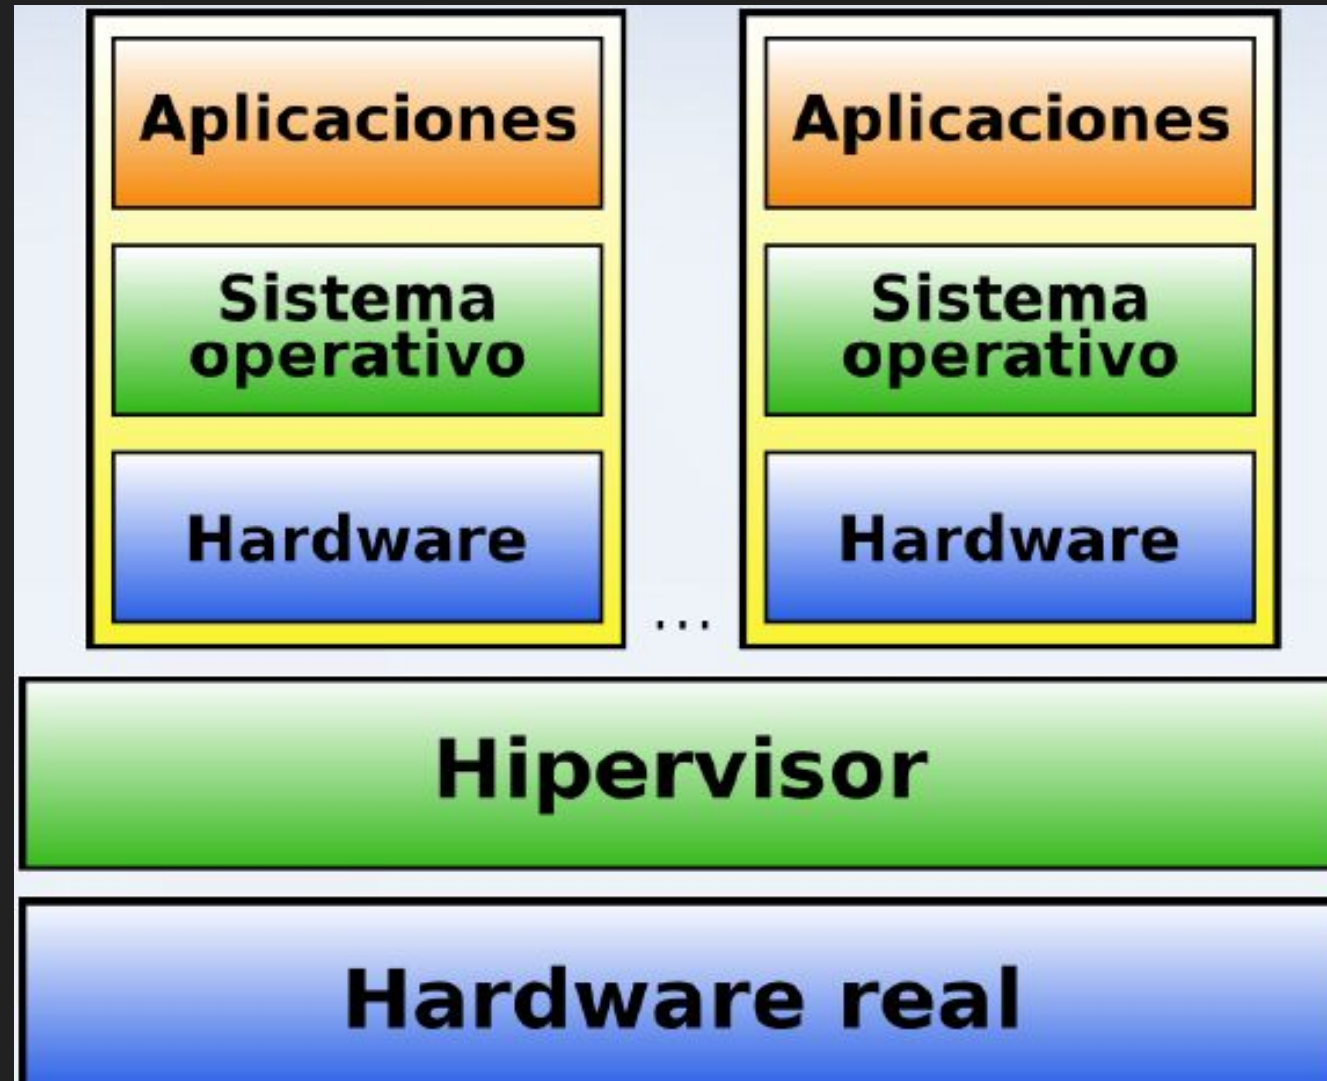 Aplicaciones
Sistema
operativo
Hardware
...
Aplicaciones
Sistema
operativo
Hardware
Hipervisor
Hardware real